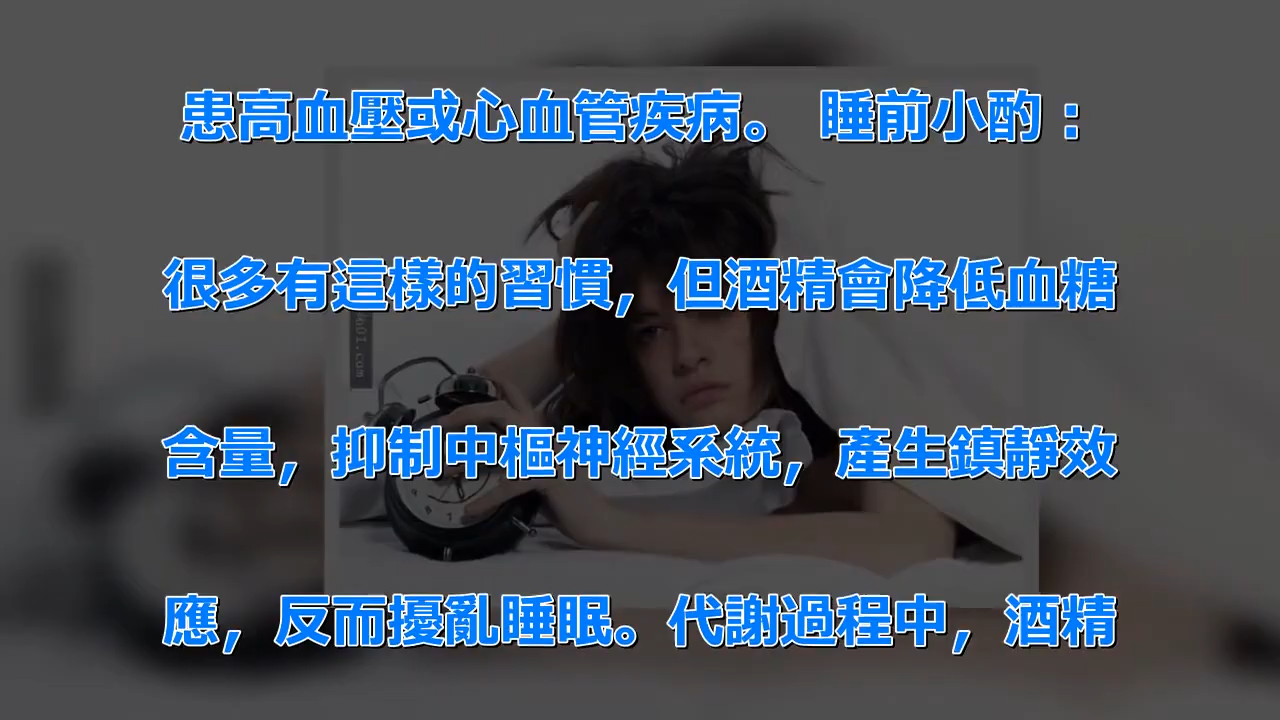 患高血壓或心血管疾病。 睡前小酌：
很多有這樣的習慣，但酒精會降低血糖
含量，抑制中樞神經系統，產生鎮靜效
應，反而擾亂睡眠。代謝過程中，酒精